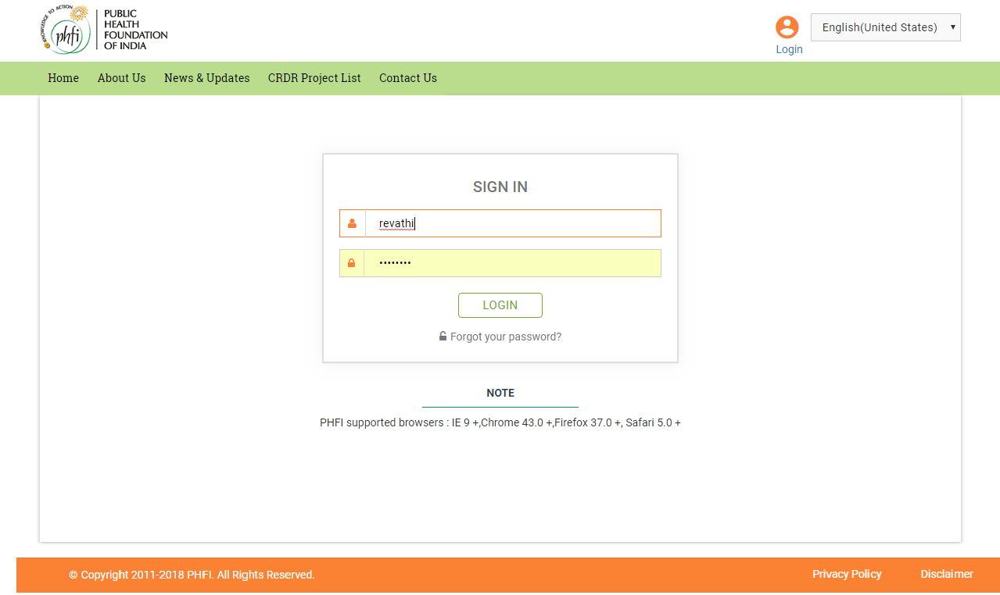 KNOWLEDGE TO ACTION
phfi
PUBLIC
HEALTH
FOUNDATION
OF INDIA
Login
English(United States)
Home About Us News & Updates CRDR Project List Contact Us
SIGN IN
revathi
••••••••
LOGIN
Forgot your password?
NOTE
PHFI supported browsers : IE 9 +,Chrome 43.0 +,Firefox 37.0 +, Safari 5.0 +
© Copyright 2011-2018 PHFI. All Rights Reserved. Privacy Policy Disclaimer